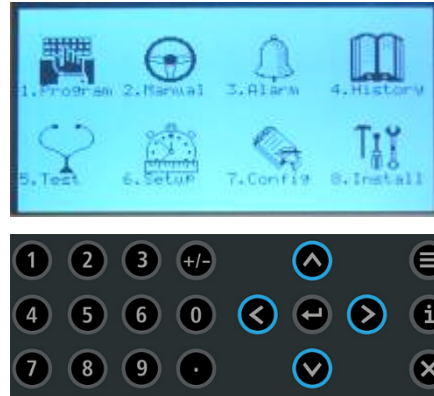 1.Program 2.Manual 3.Alarm 4.History
5.Test 6.Setup 7.Config 8.Install
1 2 3 +/-
4 5 6 0 i
7 8 9 .